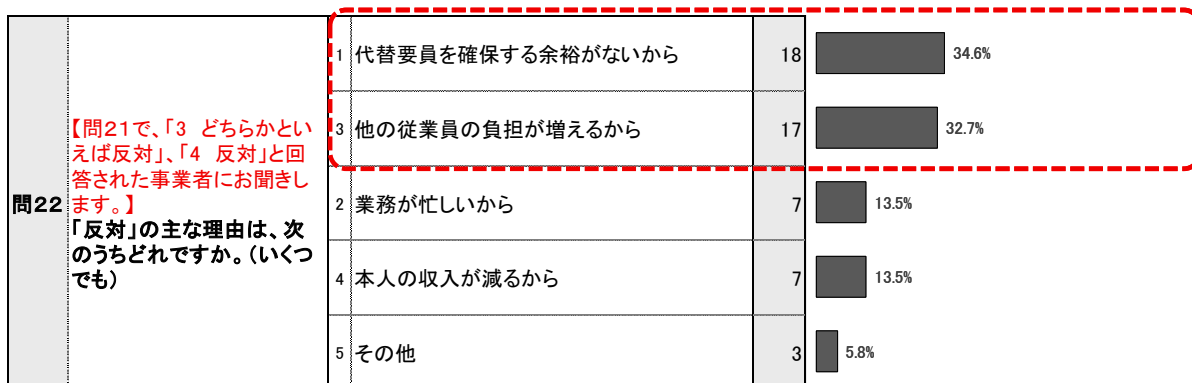 問22
【問21で、「3 どちらかとい
えば反対」、「4 反対」と回
答された事業者にお聞きし
ます。】
「反対」の主な理由は、次
のうちどれですか。(いくつ
でも)
1 代替要員を確保する余裕がないから 18 34.6%
3 他の従業員の負担が増えるから 17 32.7%
2 業務が忙しいから 7 13.5%
4 本人の収入が減るから 7 13.5%
5 その他 3 5.8%